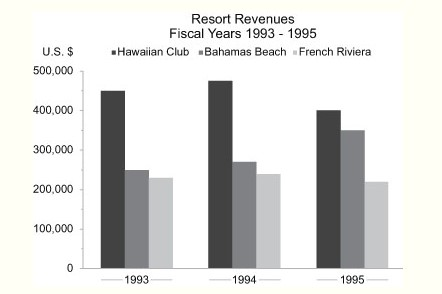 Resort Revenues
Fiscal Years 1993 - 1995
U.S. $
Hawaiian Club Bahamas Beach French Riviera
500,000
400,000
300,000
200,000
100,000
0
1993 1994 1995